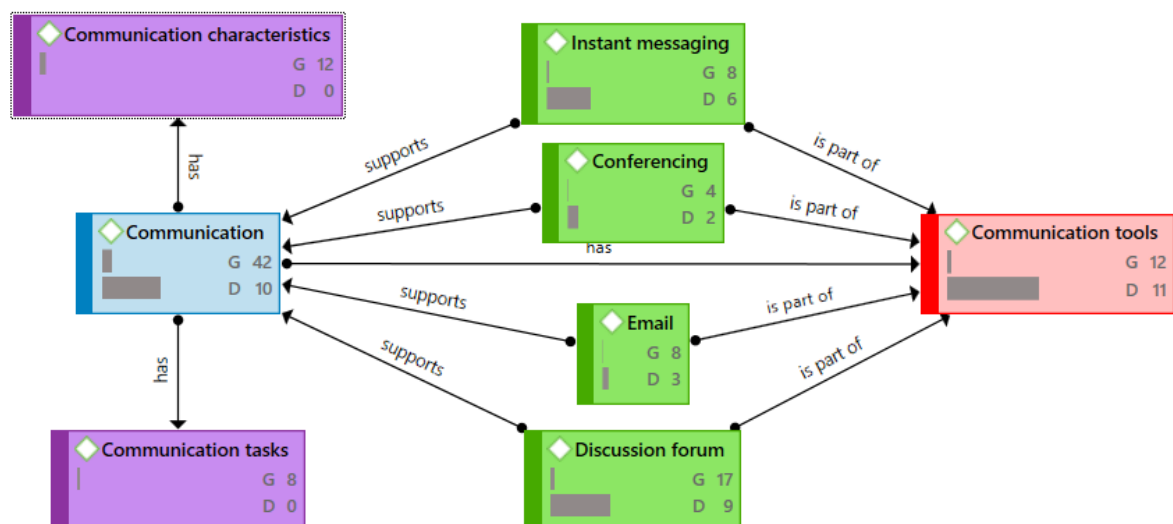 Communication characteristics
G 12
D 0
Instant messaging
G 8
D 6
has
supports
is part of
Conferencing
G 4
D 2
supports
is part of
Communication
G 42
D 10
has
Communication tools
G 12
D 11
supports
is part of
Email
G 8
D 3
has
supports
is part of
Communication tasks
G 8
D 0
Discussion forum
G 17
D 9